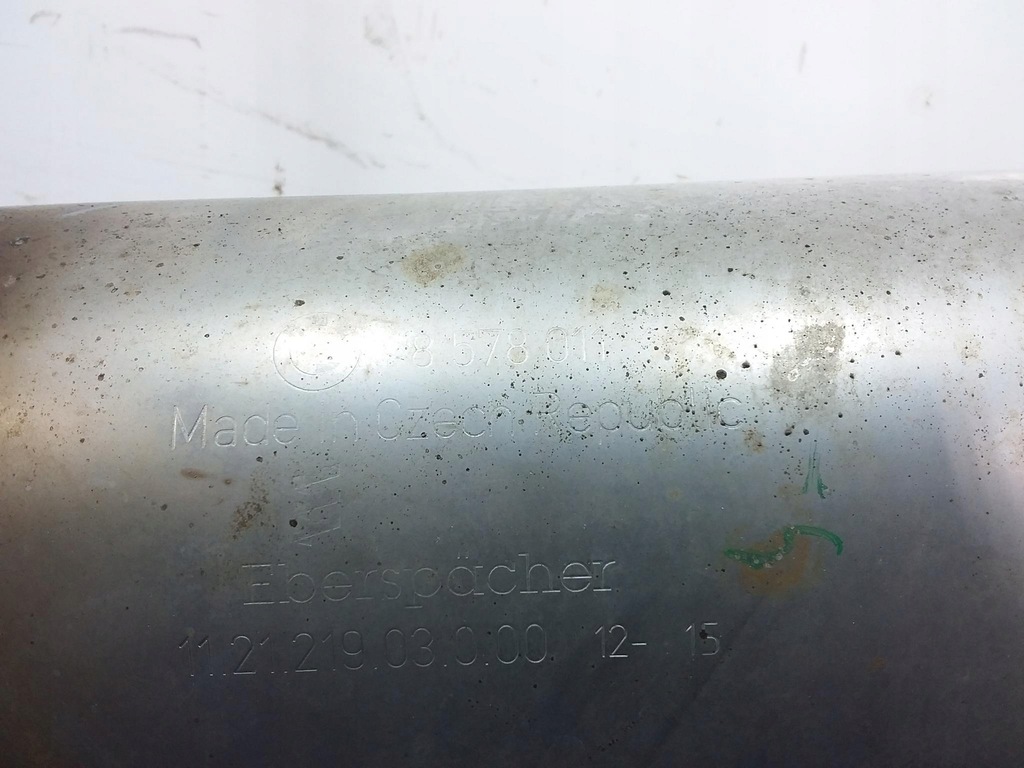 8 578 011
Made in Czech Republic
Eberspächer
11.21.219.03.0.00 12- 15